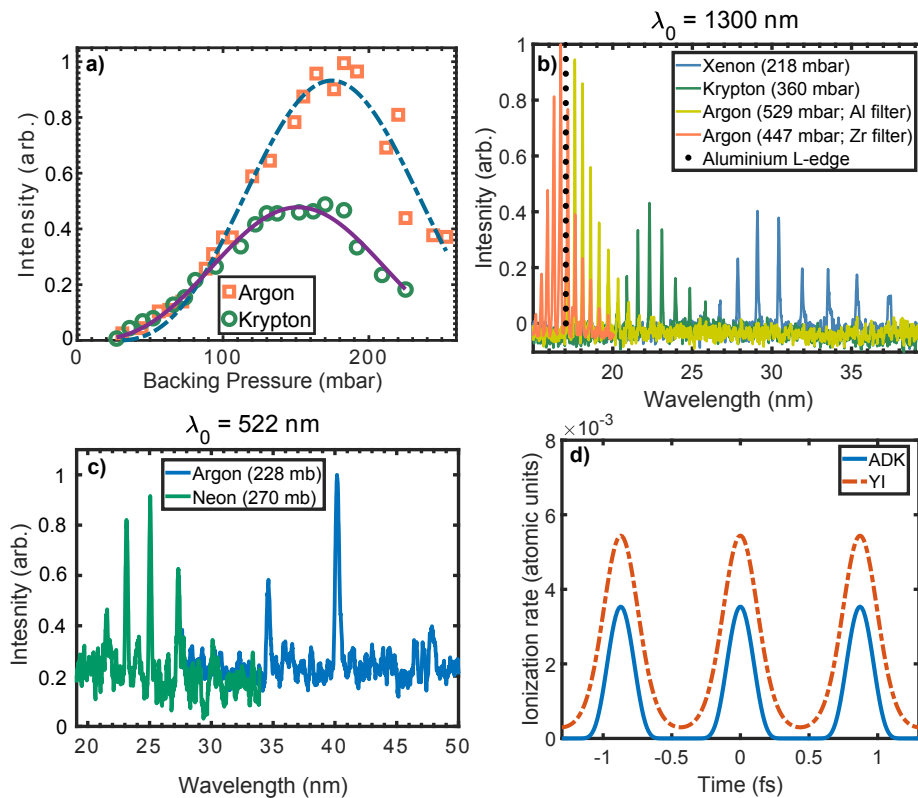 λ₀ = 1300 nm
a)
Intensity (arb.)
1
0.8
0.6
0.4
0.2
0
100
200
Backing Pressure (mbar)
Argon
Krypton
b)
Intesnity (arb.)
1
0.8
0.6
0.4
0.2
0
20
25
30
35
Wavelength (nm)
Xenon (218 mbar)
Krypton (360 mbar)
Argon (529 mbar; Al filter)
Argon (447 mbar; Zr filter)
Aluminium L-edge
λ₀ = 522 nm
c)
Intesnity (arb.)
1
0.8
0.6
0.4
0.2
0
20 25 30 35 40 45 50
Wavelength (nm)
Argon (228 mb)
Neon (270 mb)
×10⁻³
d)
Ionization rate (atomic units)
8
6
4
2
0
-1 -0.5 0 0.5 1
Time (fs)
ADK
YI